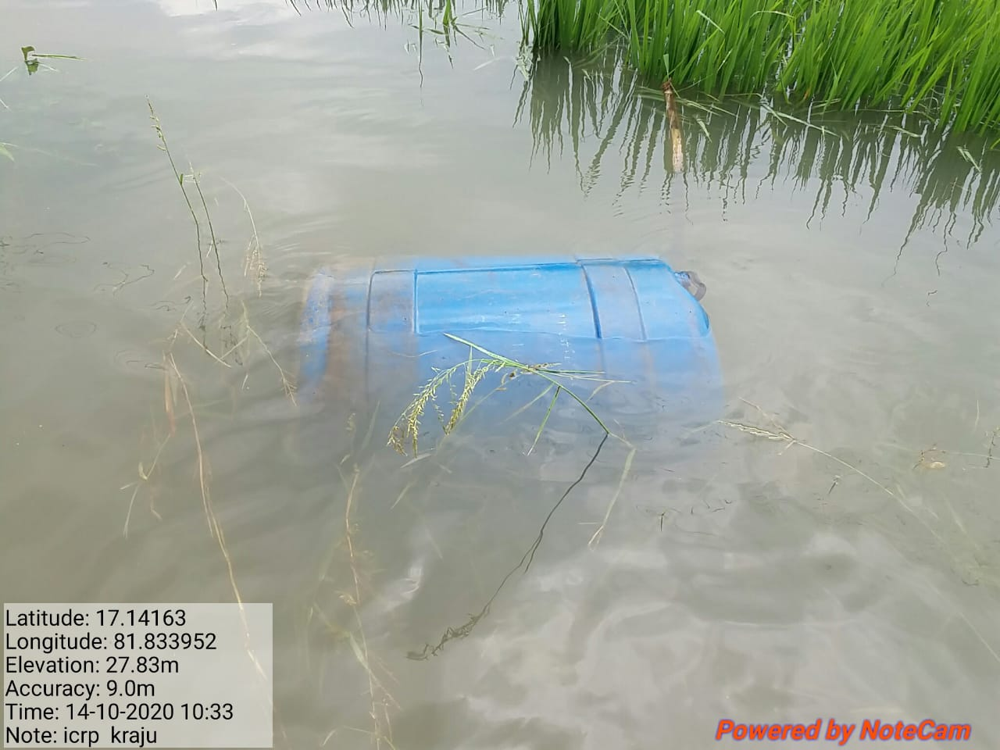 Latitude: 17.14163
Longitude: 81.833952
Elevation: 27.83m
Accuracy: 9.0m
Time: 14-10-2020 10:33
Note: icrp kraju
Powered by NoteCam